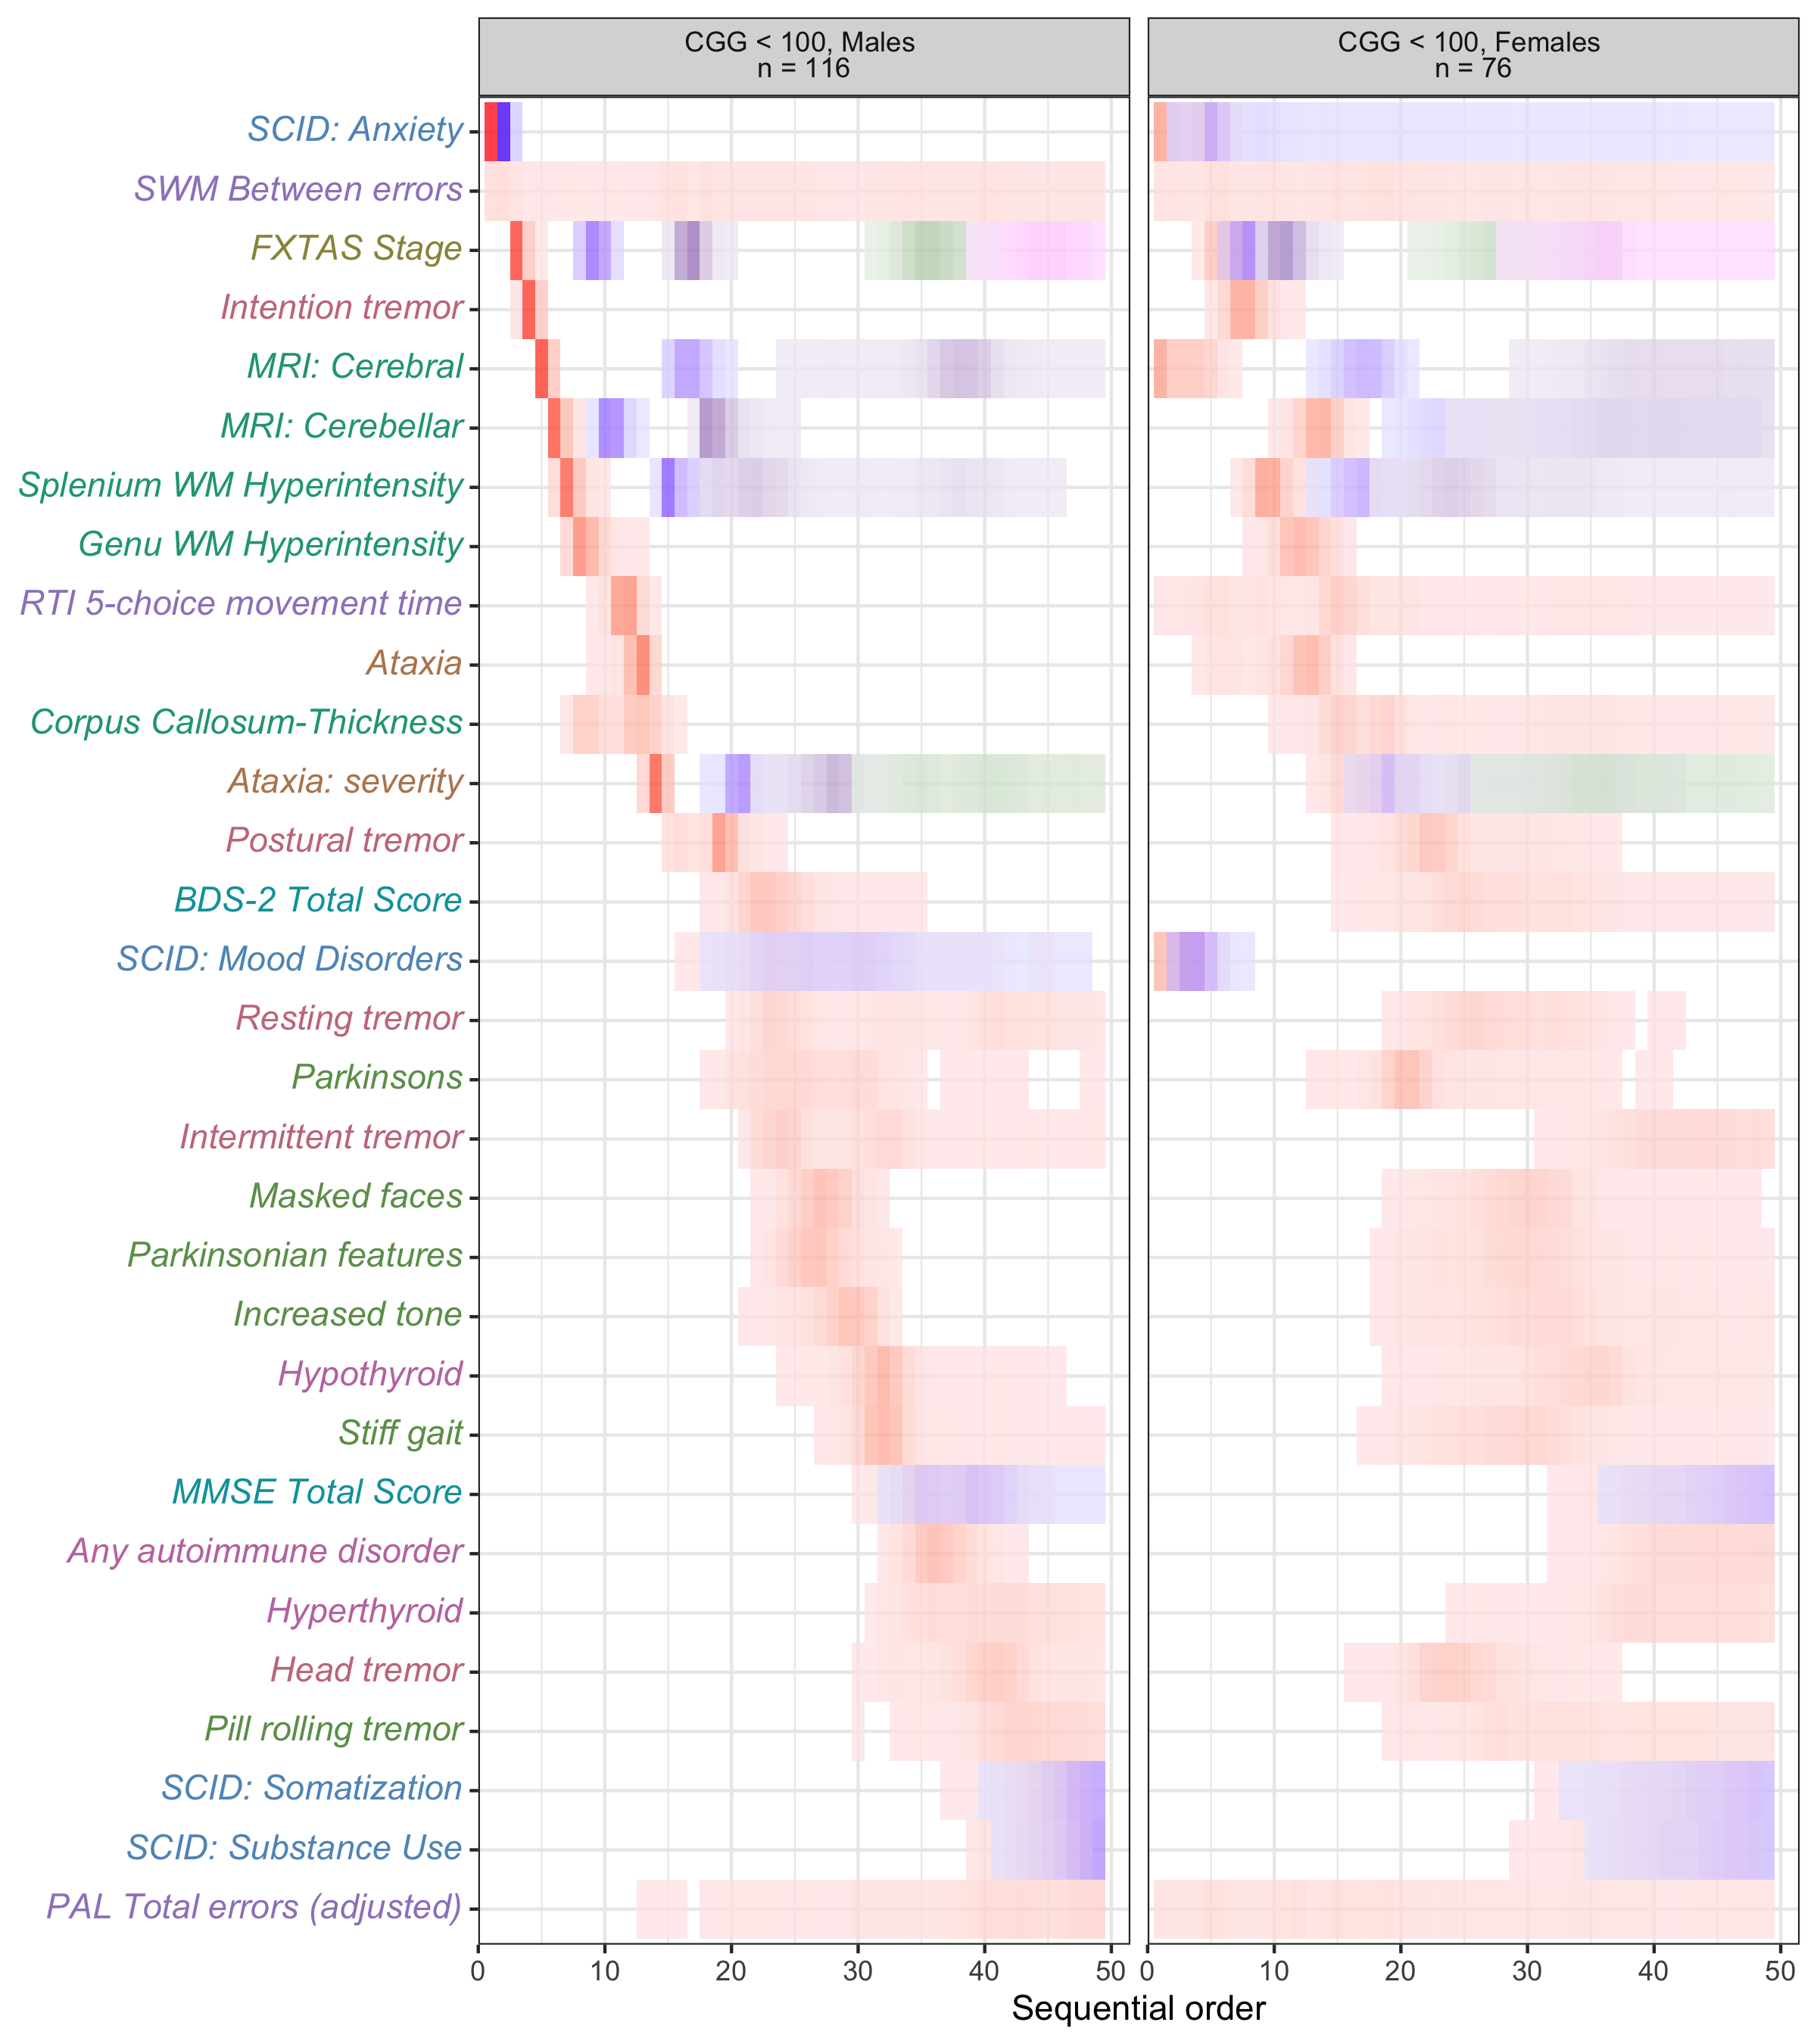 CGG < 100, Males
n = 116
CGG < 100, Females
n = 76
SCID: Anxiety
SWM Between errors
FXTAS Stage
Intention tremor
MRI: Cerebral
MRI: Cerebellar
Splenium WM Hyperintensity
Genu WM Hyperintensity
RTI 5-choice movement time
Ataxia
Corpus Callosum-Thickness
Ataxia: severity
Postural tremor
BDS-2 Total Score
SCID: Mood Disorders
Resting tremor
Parkinsons
Intermittent tremor
Masked faces
Parkinsonian features
Increased tone
Hypothyroid
Stiff gait
MMSE Total Score
Any autoimmune disorder
Hyperthyroid
Head tremor
Pill rolling tremor
SCID: Somatization
SCID: Substance Use
PAL Total errors (adjusted)
0 10 20 30 40 50 0 10 20 30 40 50
Sequential order